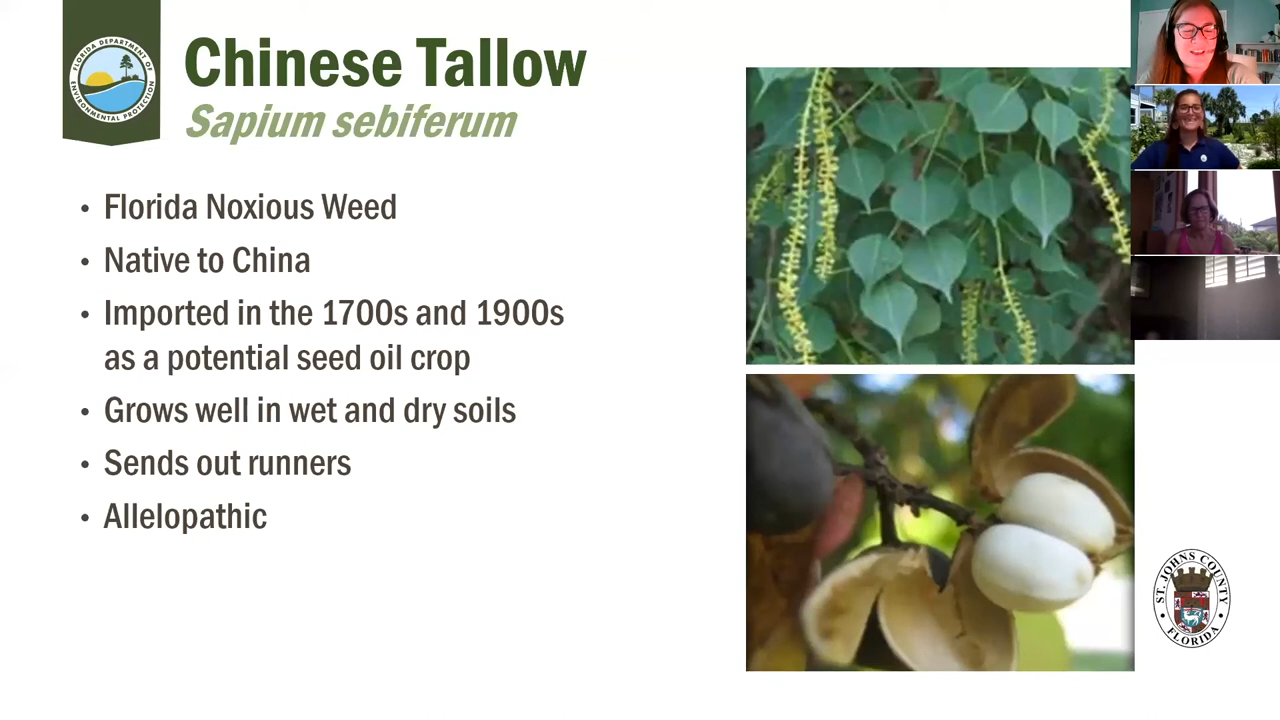 FLORIDA DEPARTMENT OF
ENVIRONMENTAL PROTECTION
Chinese Tallow
Sapium sebiferum
• Florida Noxious Weed
• Native to China
• Imported in the 1700s and 1900s
as a potential seed oil crop
• Grows well in wet and dry soils
• Sends out runners
• Allelopathic
ST. JOHNS COUNTY
• FLORIDA •